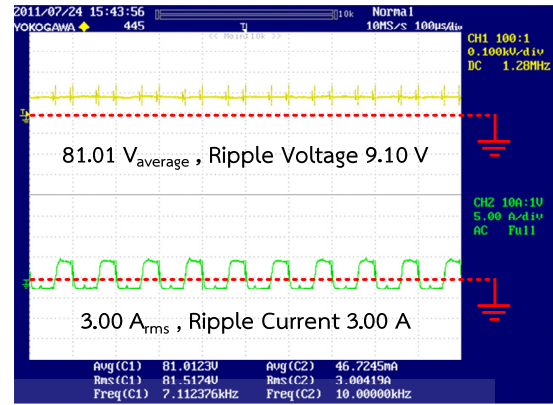 2011/07/24 15:43:56 10k Normal
YOKOGAWA 445 10MS/s 100μs/div
<< Main:10k >>
CH1 100:1
0.100kV/div
DC 1.28MHz
81.01 Vaverage , Ripple Voltage 9.10 V
CH2 10A:1V
5.00 A/div
AC Full
3.00 Arms , Ripple Current 3.00 A
Avg(C1) 81.0123V Avg(C2) 46.7245mA
Rms(C1) 81.5174V Rms(C2) 3.00419A
Freq(C1) 7.112376kHz Freq(C2) 10.00000kHz